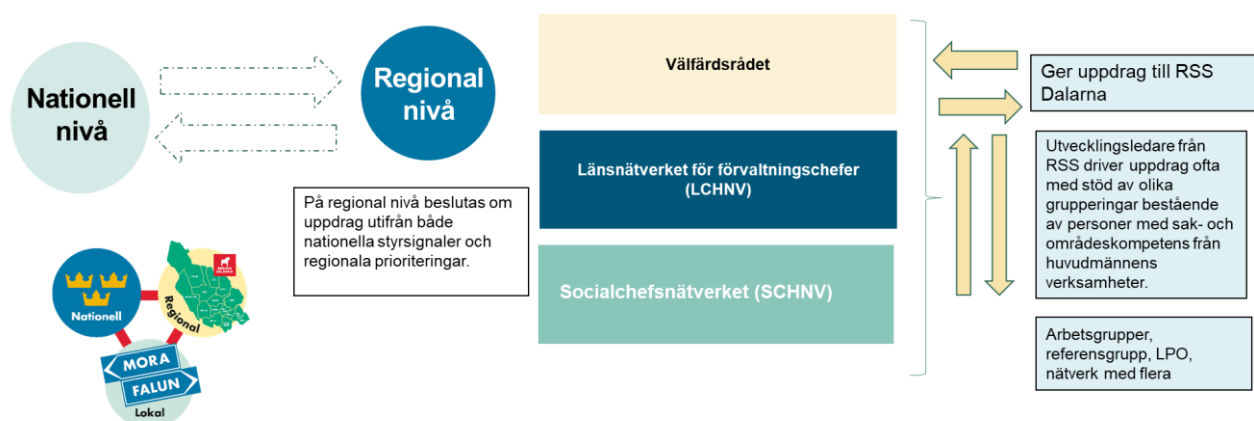 Nationell
nivå
Regional
nivå
På regional nivå beslutas om
uppdrag utifrån både
nationella styrsignaler och
regionala prioriteringar.
Nationell
Regional
MORA
FALUN
Lokal
Välfärdsrådet
Länsnätverket för förvaltningschefer
(LCHNV)
Socialchefsnätverket (SCHNV)
Ger uppdrag till RSS
Dalarna
Utvecklingsledare från
RSS driver uppdrag ofta
med stöd av olika
grupperingar bestående
av personer med sak- och
områdeskompetens från
huvudmännens
verksamheter.
Arbetsgrupper,
referensgrupp, LPO,
nätverk med flera